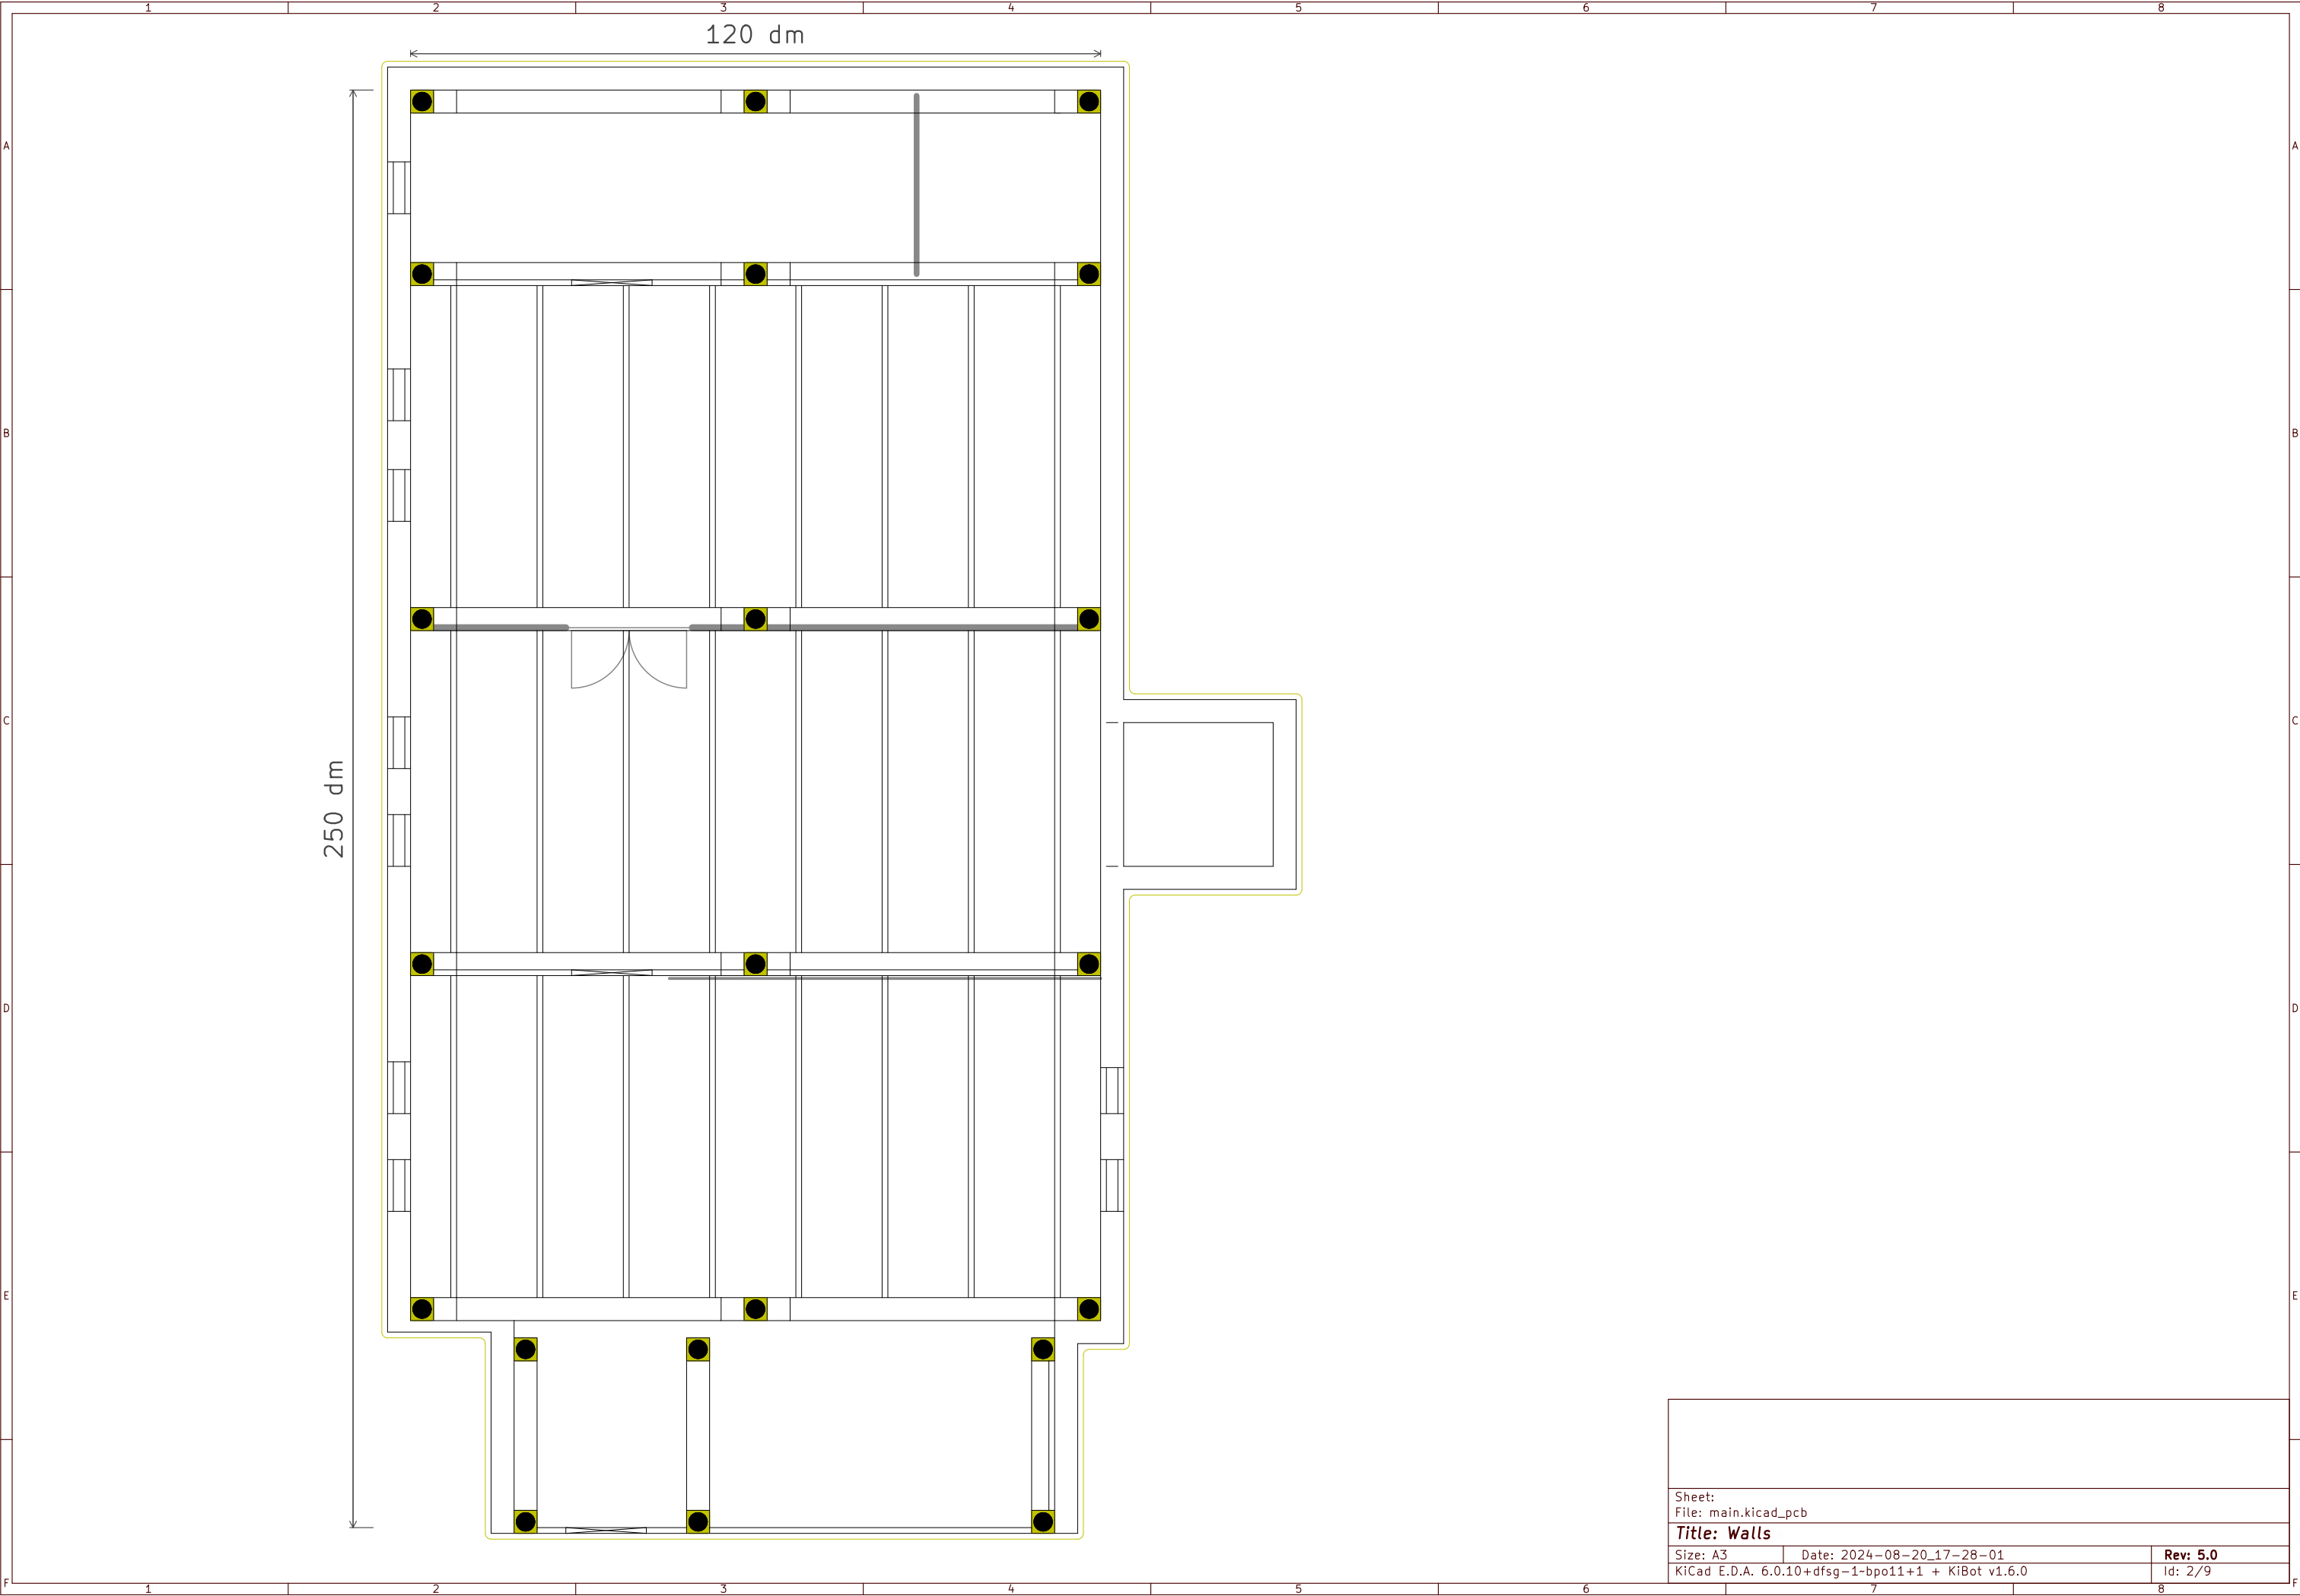 1 2 3 4 5 6 7 8
120 dm
A A
B B
C C
250 dm
D D
E E
Sheet:
File: main.kicad_pcb
Title: Walls
Size: A3 Date: 2024-08-20_17-28-01 Rev: 5.0
KiCad E.D.A. 6.0.10+dfsg-1~bpo11+1 + KiBot v1.6.0 Id: 2/9
F F
1 2 3 4 5 6 7 8